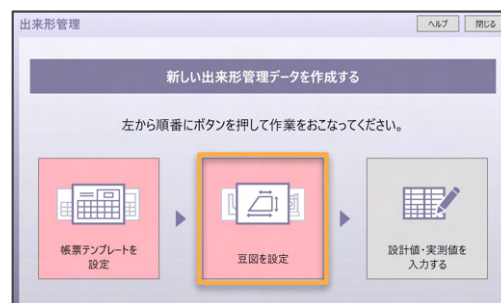 出来形管理
ヘルプ
閉じる
新しい出来形管理データを作成する
左から順番にボタンを押して作業をおこなってください。
帳票テンプレートを
設定
豆図を設定
設計値・実測値を
入力する